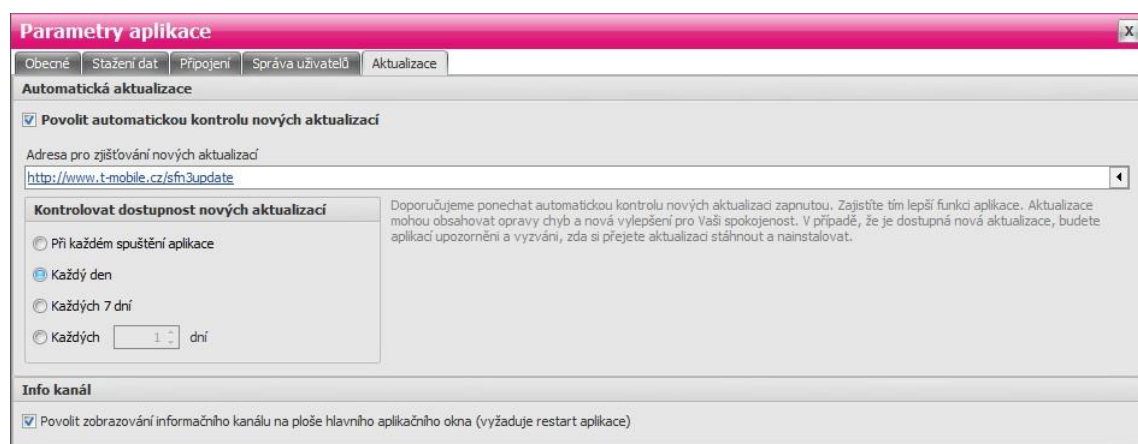 Parametry aplikace
X
Obecné Stažení dat Připojení Správa uživatelů Aktualizace
Automatická aktualizace
Povolit automatickou kontrolu nových aktualizací
Adresa pro zjišťování nových aktualizací
http://www.t-mobile.cz/sfn3update
Kontrolovat dostupnost nových aktualizací
Při každém spuštění aplikace
Každý den
Každých 7 dní
Každých 1 dní
Doporučujeme ponechat automatickou kontrolu nových aktualizaci zapnutou. Zajistíte tím lepší funkci aplikace. Aktualizace
mohou obsahovat opravy chyb a nová vylepšení pro Vaši spokojenost. V případě, že je dostupná nová aktualizace, budete
aplikací upozorněni a vyzváni, zda si přejete aktualizaci stáhnout a nainstalovat.
Info kanál
Povolit zobrazování informačního kanálu na ploše hlavního aplikačního okna (vyžaduje restart aplikace)